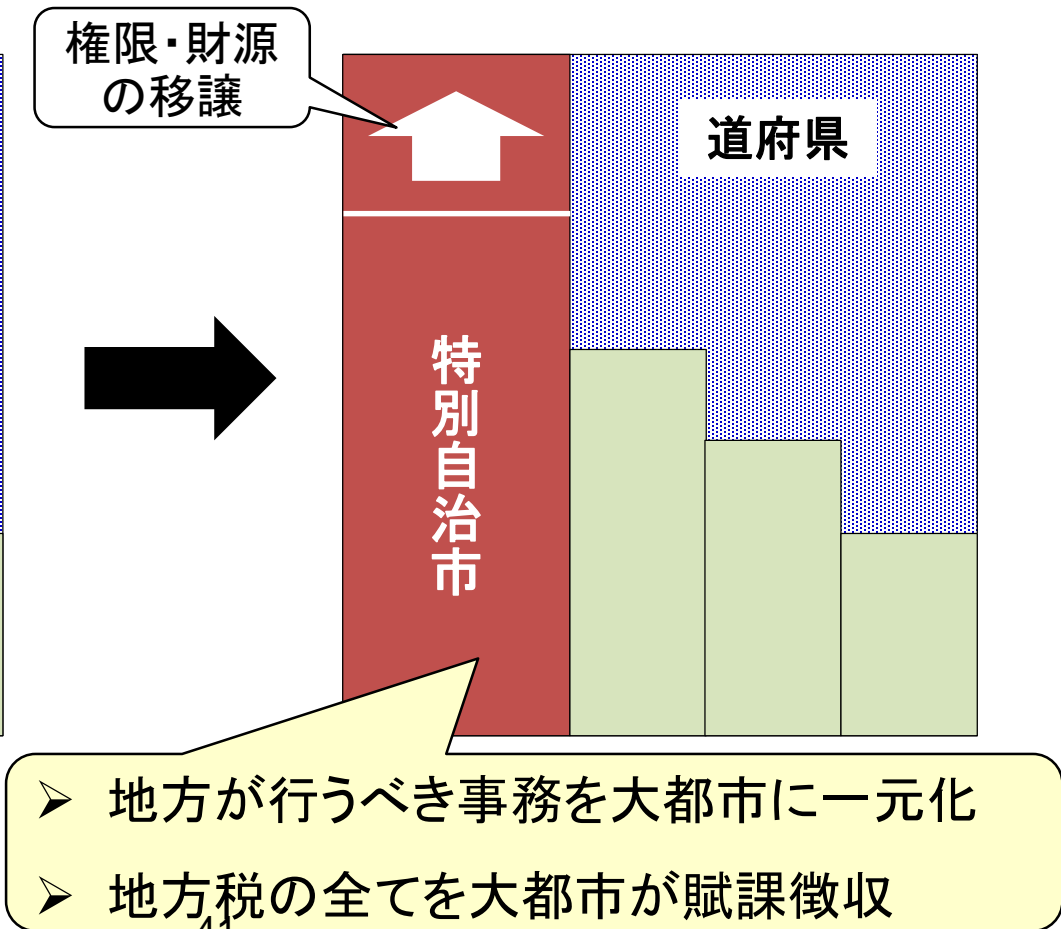 権限・財源
の移譲
道府県
特別自治市
➢ 地方が行うべき事務を大都市に一元化
➢ 地方税の全てを大都市が賦課徴収
41